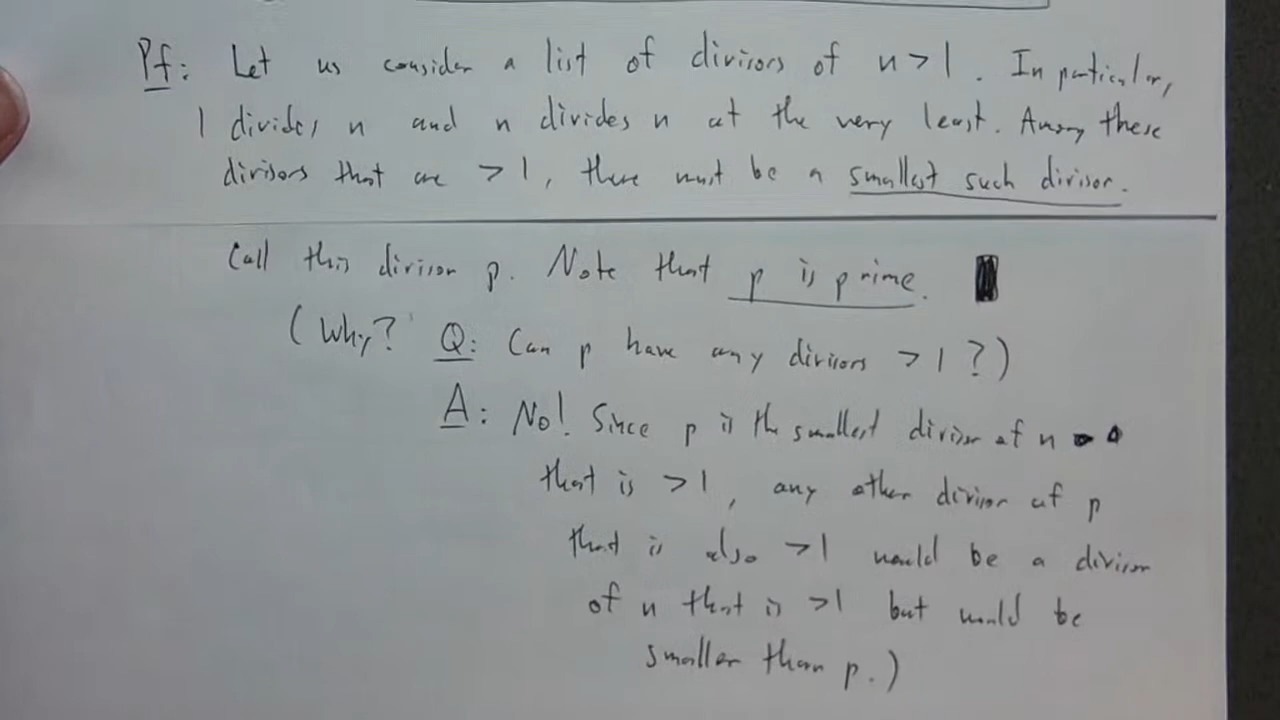 Pf: Let us consider a list of divisors of n > 1. In particular,
1 divides n and n divides n at the very least. Among these
divisors that are > 1, there must be a smallest such divisor.
Call this divisor p. Note that p is prime.
(Why? Q: Can p have any divisors > 1?)
A: No! Since p is the smallest divisor of n
that is > 1, any other divisor of p
that is also > 1 would be a divisor
of n that is > 1 but would be
smaller than p.)